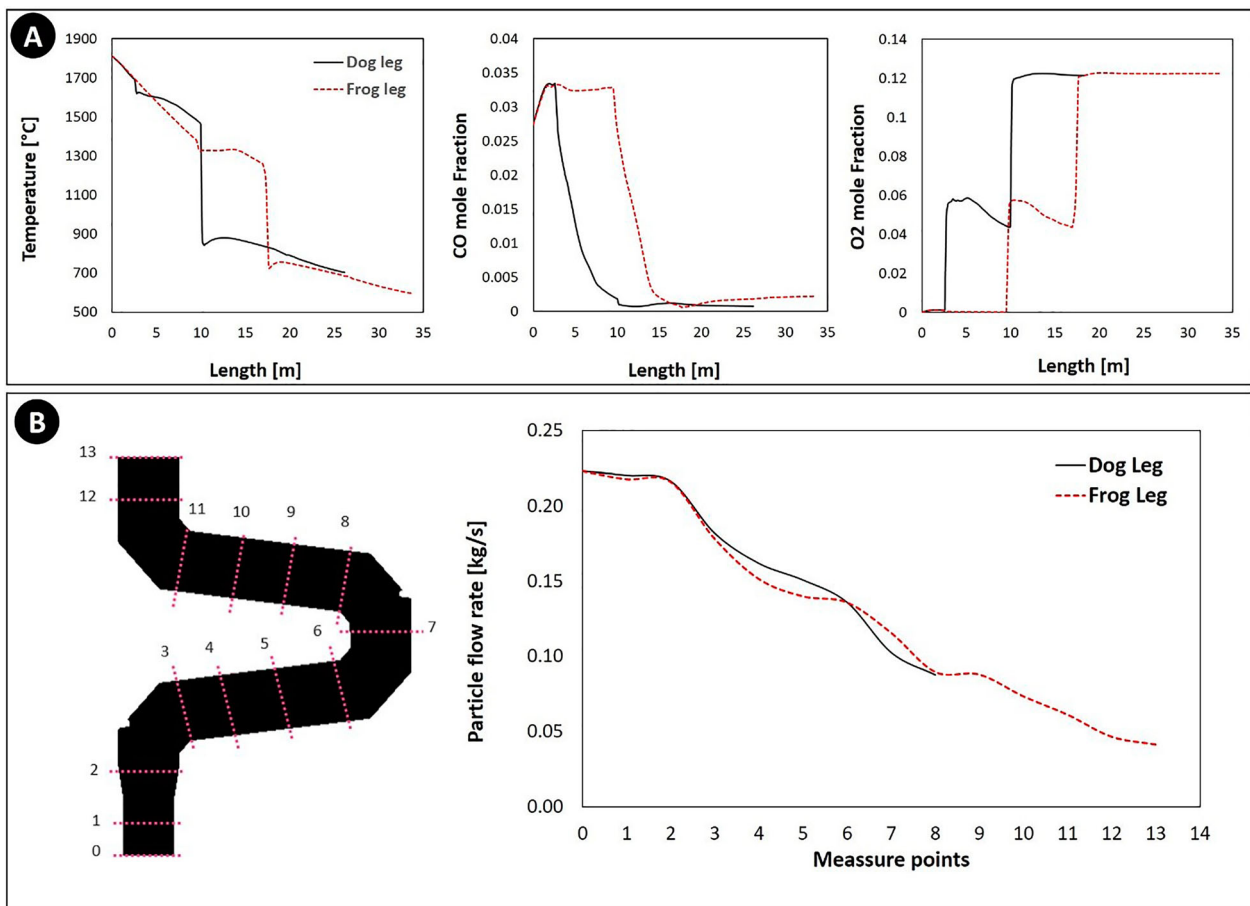 A
1900
1700
1500
1300
1100
900
700
500
Temperature [°C]
Dog leg
Frog leg
0 5 10 15 20 25 30 35
Length [m]
0.04
0.035
0.03
0.025
0.02
0.015
0.01
0.005
0
CO mole Fraction
0 5 10 15 20 25 30 35
Length [m]
0.14
0.12
0.1
0.08
0.06
0.04
0.02
0
O2 mole Fraction
0 5 10 15 20 25 30 35
Length [m]
B
13
12
11 10 9 8
7
3 4 5 6
2
1
0
0.25
0.20
0.15
0.10
0.05
0.00
Particle flow rate [kg/s]
Dog Leg
Frog Leg
0 1 2 3 4 5 6 7 8 9 10 11 12 13 14
Meassure points